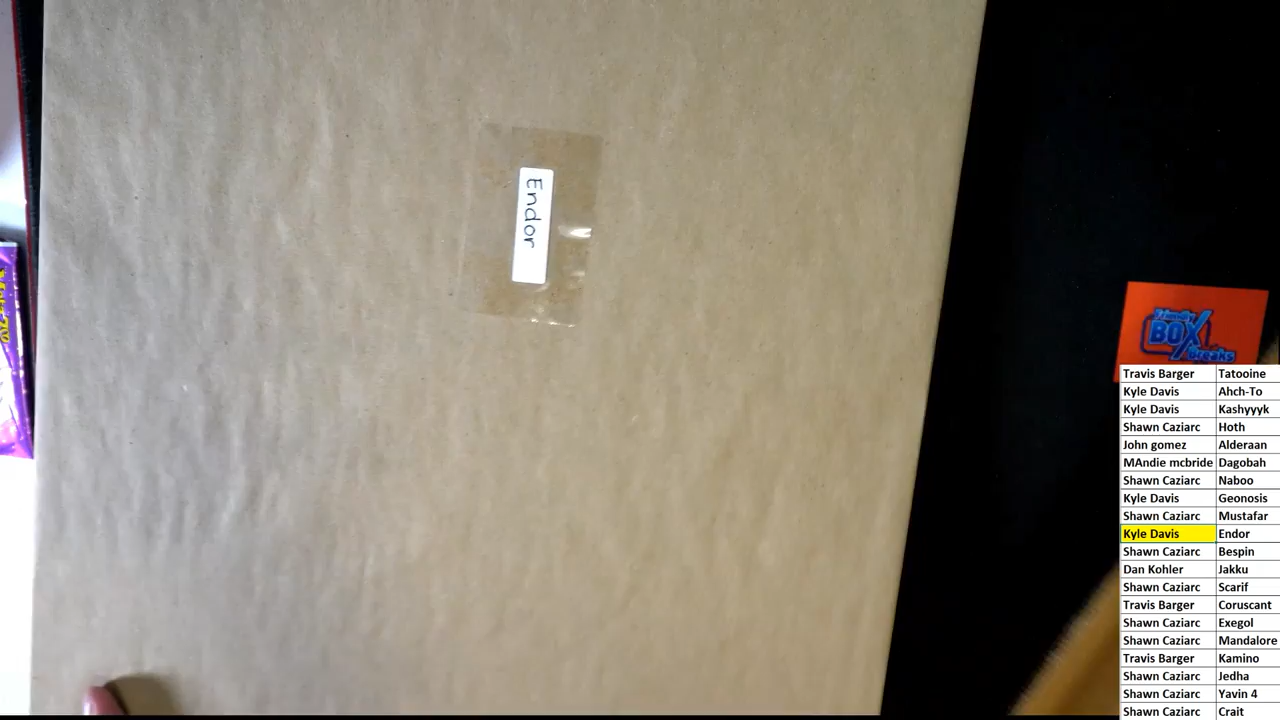 Endor
Friendly
BOX
Breaks
Travis Barger Tatooine
Kyle Davis Ahch-To
Kyle Davis Kashyyyk
Shawn Caziarc Hoth
John gomez Alderaan
MAndie mcbride Dagobah
Shawn Caziarc Naboo
Kyle Davis Geonosis
Shawn Caziarc Mustafar
Kyle Davis Endor
Shawn Caziarc Bespin
Dan Kohler Jakku
Shawn Caziarc Scarif
Travis Barger Coruscant
Shawn Caziarc Exegol
Shawn Caziarc Mandalore
Travis Barger Kamino
Shawn Caziarc Jedha
Shawn Caziarc Yavin 4
Shawn Caziarc Crait